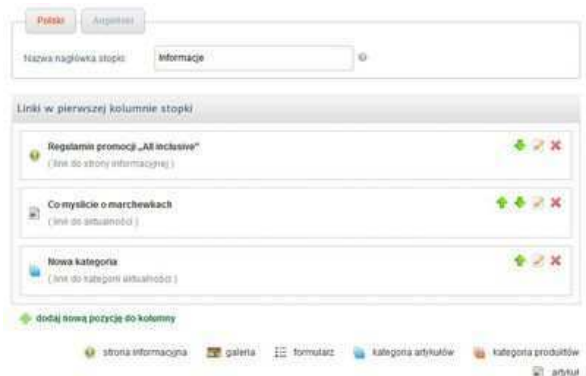 Polski Angielski
Nazwa nagłówka stopki: Informacje
Linki w pierwszej kolumnie stopki
Regulamin promocji „All inclusive"
( link do strony informacyjnej )
Co myślicie o marchewkach
( link do aktualności )
Nowa kategoria
( link do kategorii aktualności )
dodaj nową pozycję do kolumny
strona informacyjna galeria formularz kategoria artykułów kategoria produktów
artykuł